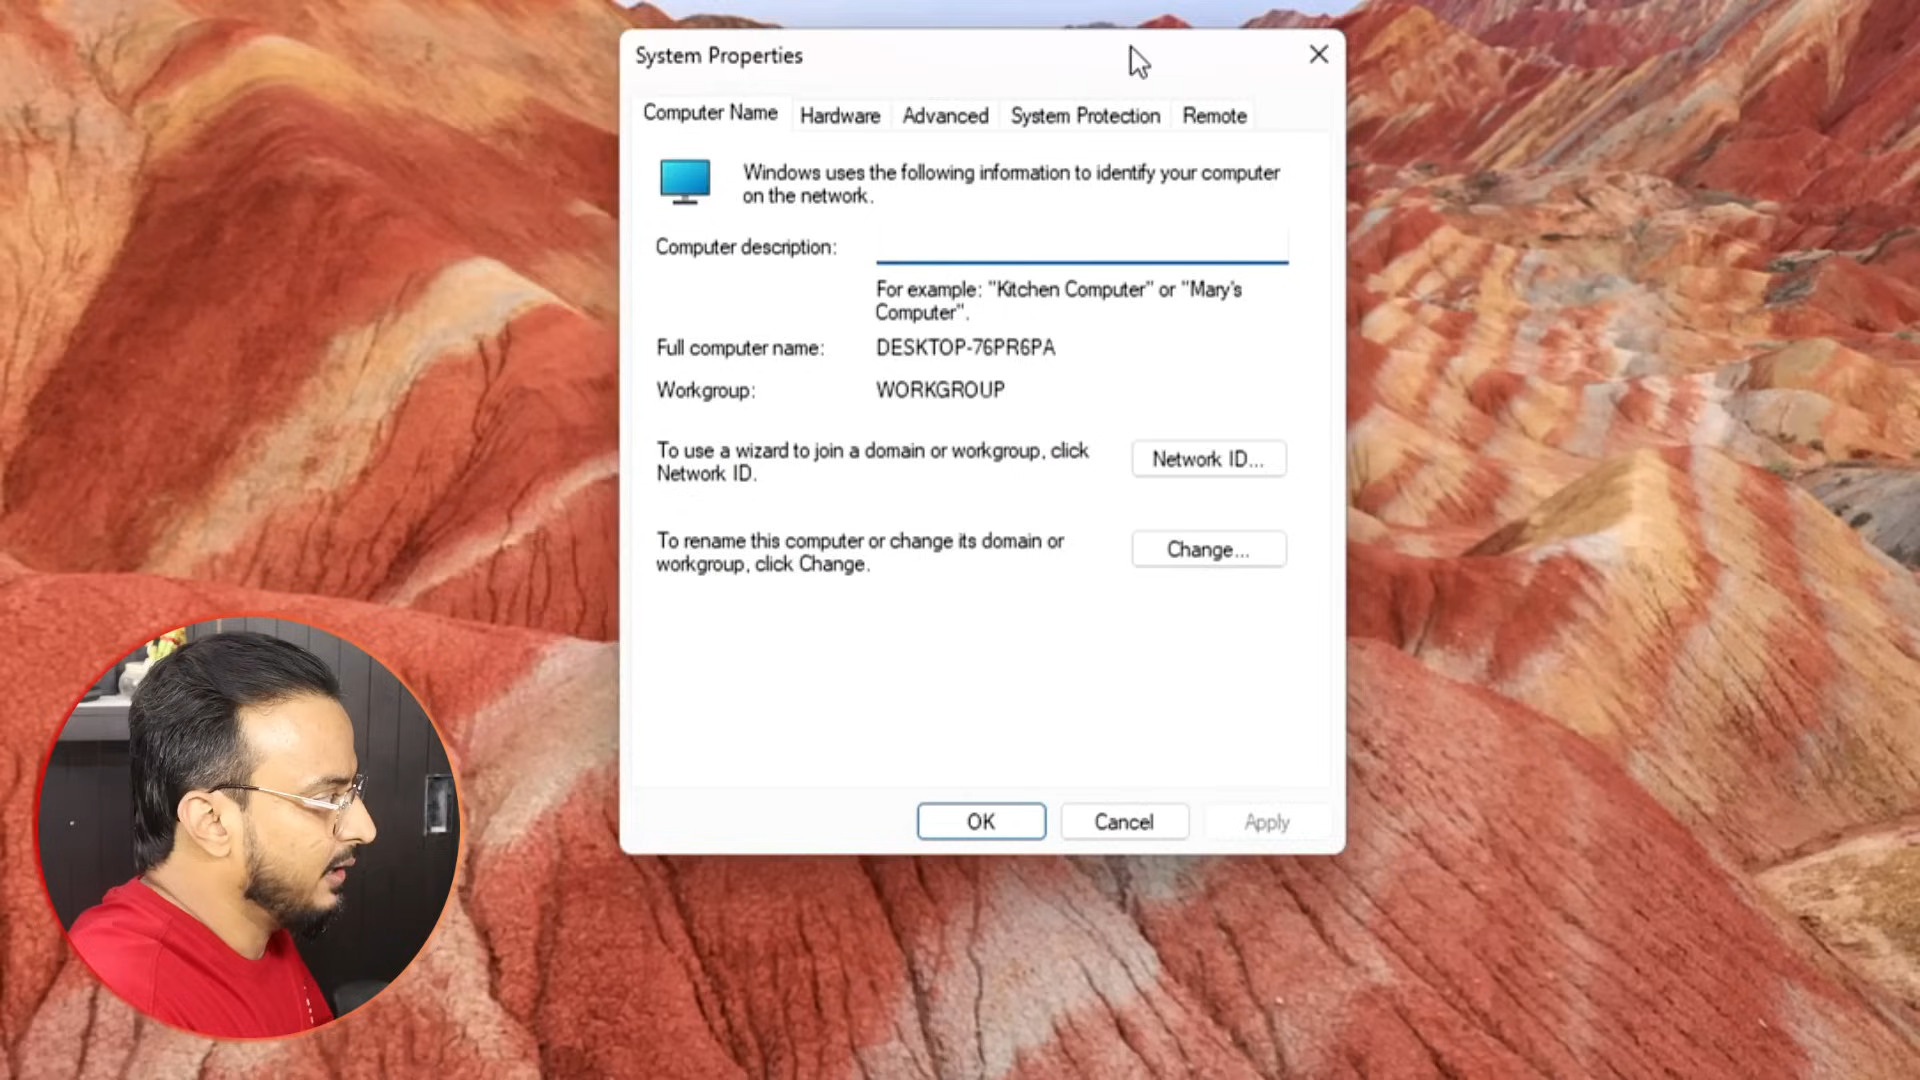 System Properties
Computer Name Hardware Advanced System Protection Remote
Windows uses the following information to identify your computer
on the network.
Computer description:
For example: "Kitchen Computer" or "Mary's
Computer".
Full computer name: DESKTOP-76PR6PA
Workgroup: WORKGROUP
To use a wizard to join a domain or workgroup, click
Network ID.
Network ID...
To rename this computer or change its domain or
workgroup, click Change.
Change...
OK Cancel Apply